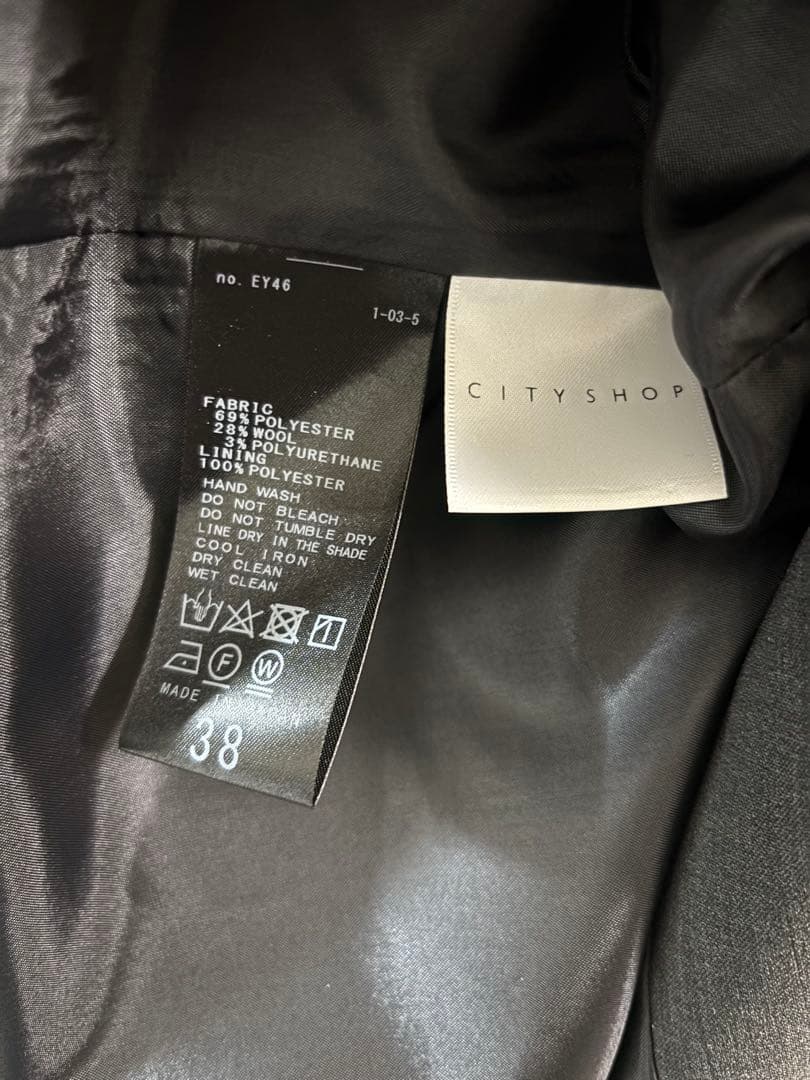 no. EY46
1-03-5
FABRIC
69% POLYESTER
28% WOOL
3% POLYURETHANE
LINING
100% POLYESTER
HAND WASH
DO NOT BLEACH
DO NOT TUMBLE DRY
LINE DRY IN THE SHADE
COOL IRON
DRY CLEAN
WET CLEAN
F
W
MADE
38
CITYSHOP